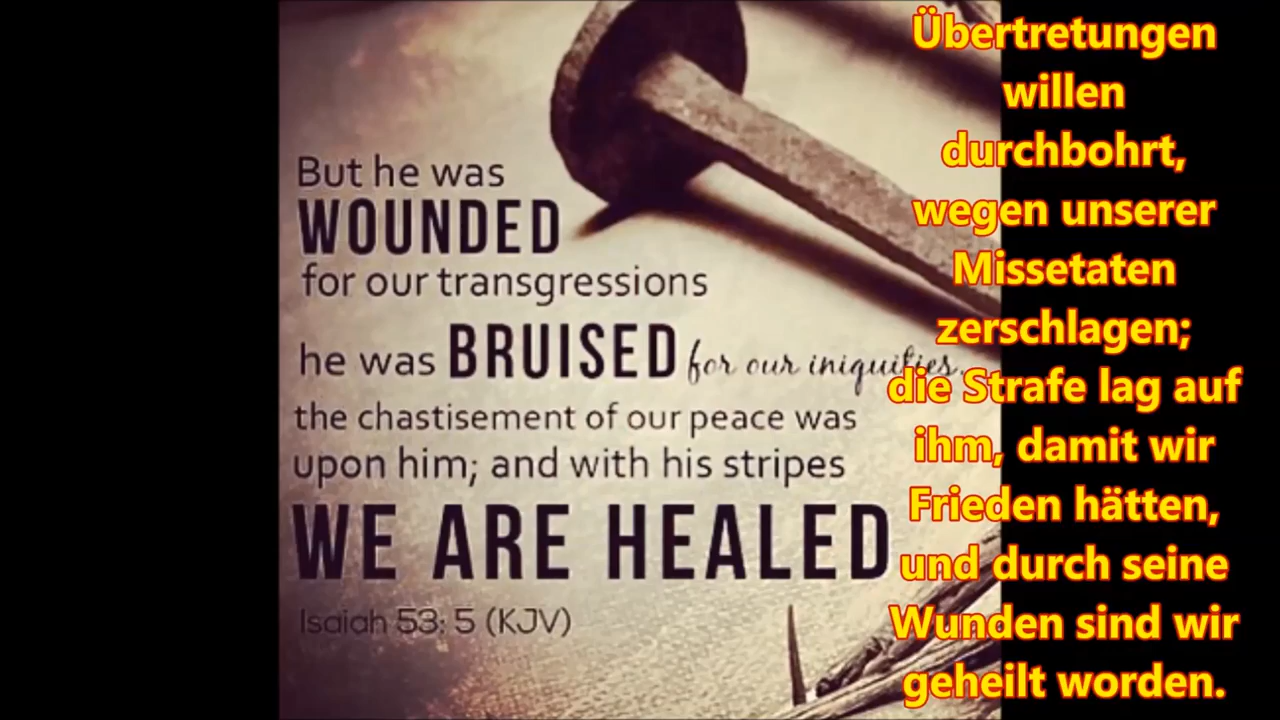 But he was
WOUNDED
for our transgressions
he was BRUISED for our iniquities.
the chastisement of our peace was
upon him; and with his stripes
WE ARE HEALED
Isaiah 53: 5 (KJV)
Übertretungen
willen
durchbohrt,
wegen unserer
Missetaten
zerschlagen;
die Strafe lag auf
ihm, damit wir
Frieden hätten,
und durch seine
Wunden sind wir
geheilt worden.